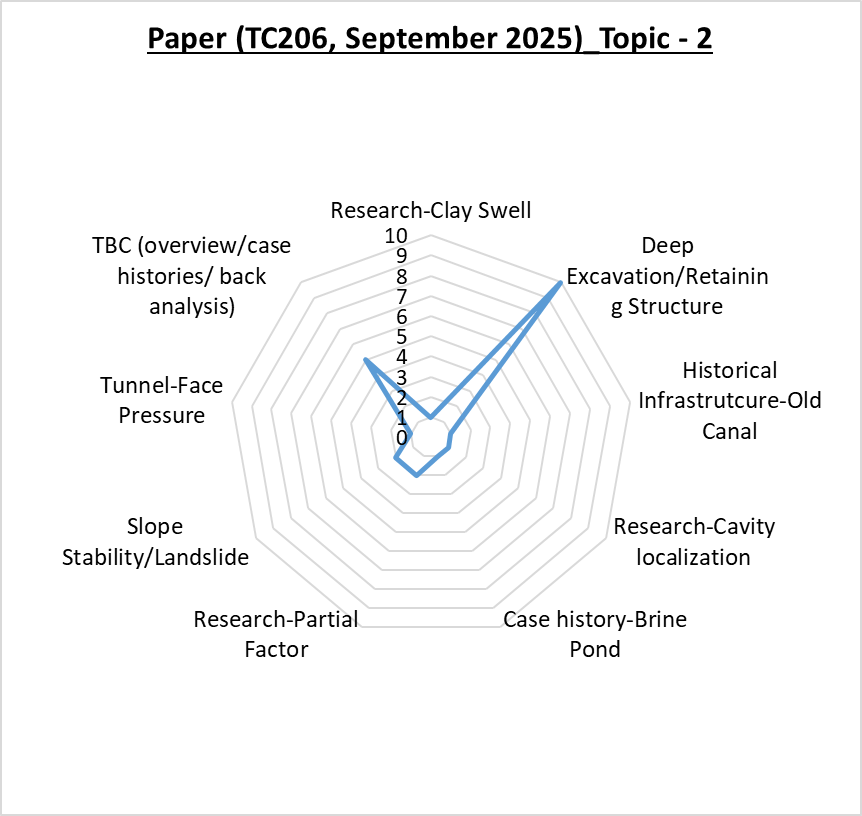 Paper (TC206, September 2025)_Topic - 2
Research-Clay Swell
10
9
8
7
6
5
4
3
2
1
0
Deep
Excavation/Retainin
g Structure
Historical
Infrastrutcure-Old
Canal
Research-Cavity
localization
Case history-Brine
Pond
Research-Partial
Factor
Slope
Stability/Landslide
Tunnel-Face
Pressure
TBC (overview/case
histories/ back
analysis)